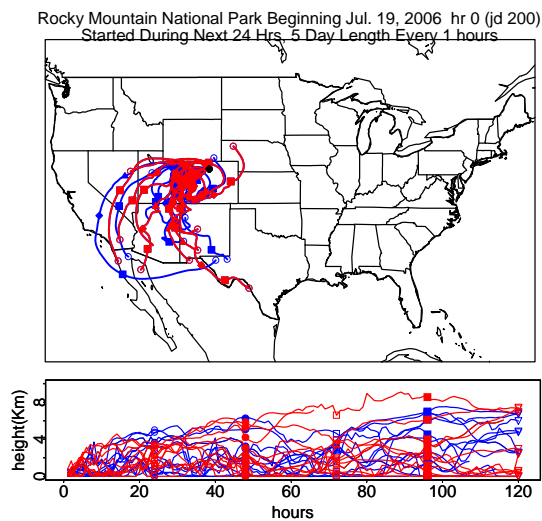 Rocky Mountain National Park Beginning Jul. 19, 2006 hr 0 (jd 200)
Started During Next 24 Hrs, 5 Day Length Every 1 hours
height(Km)
8
4
0
0 20 40 60 80 100 120
hours